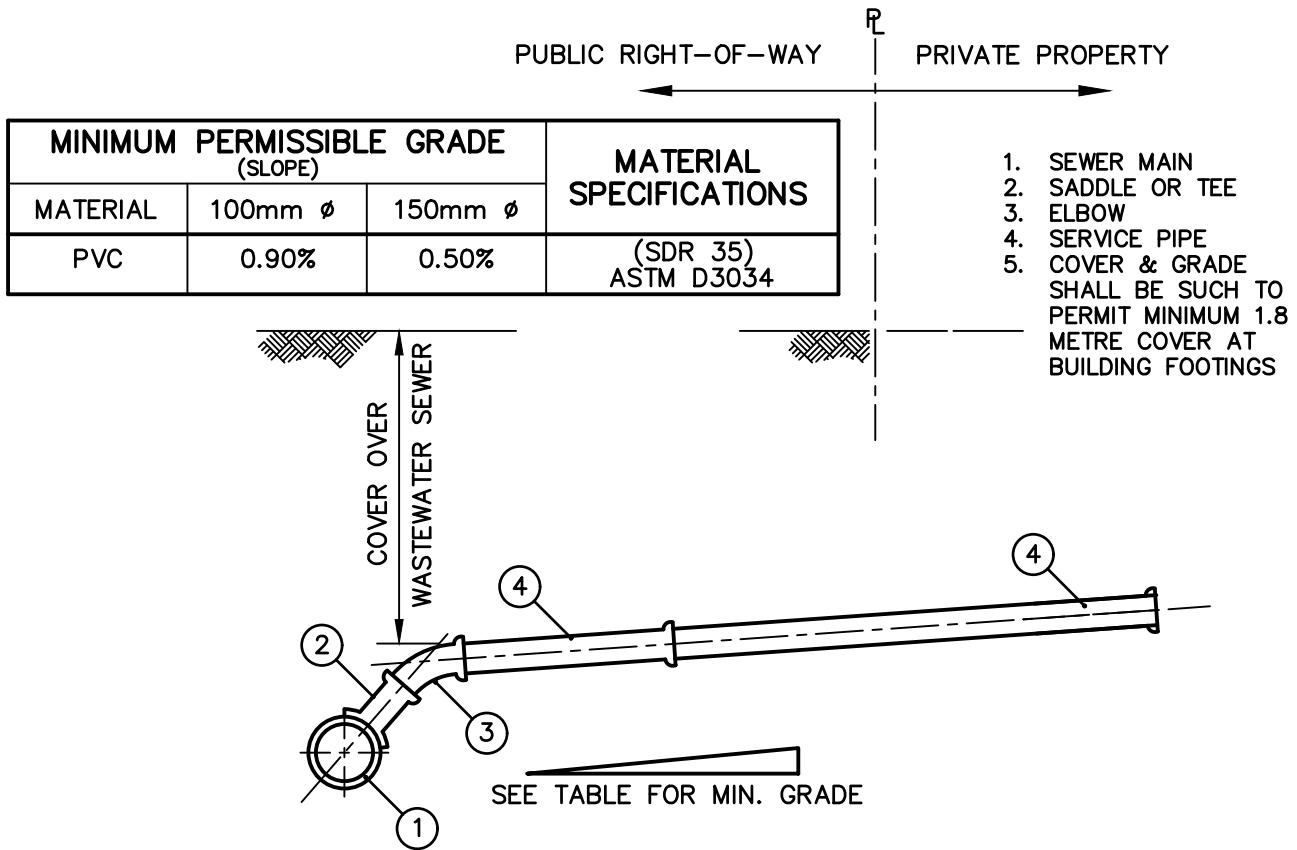 ℄
PUBLIC RIGHT-OF-WAY PRIVATE PROPERTY
MINIMUM PERMISSIBLE GRADE
(SLOPE)
MATERIAL
SPECIFICATIONS
MATERIAL 100mm ø 150mm ø
PVC 0.90% 0.50% (SDR 35)
ASTM D3034
1. SEWER MAIN
2. SADDLE OR TEE
3. ELBOW
4. SERVICE PIPE
5. COVER & GRADE
SHALL BE SUCH TO
PERMIT MINIMUM 1.8
METRE COVER AT
BUILDING FOOTINGS
COVER OVER
WASTEWATER SEWER
4
4
2
3
1
SEE TABLE FOR MIN. GRADE